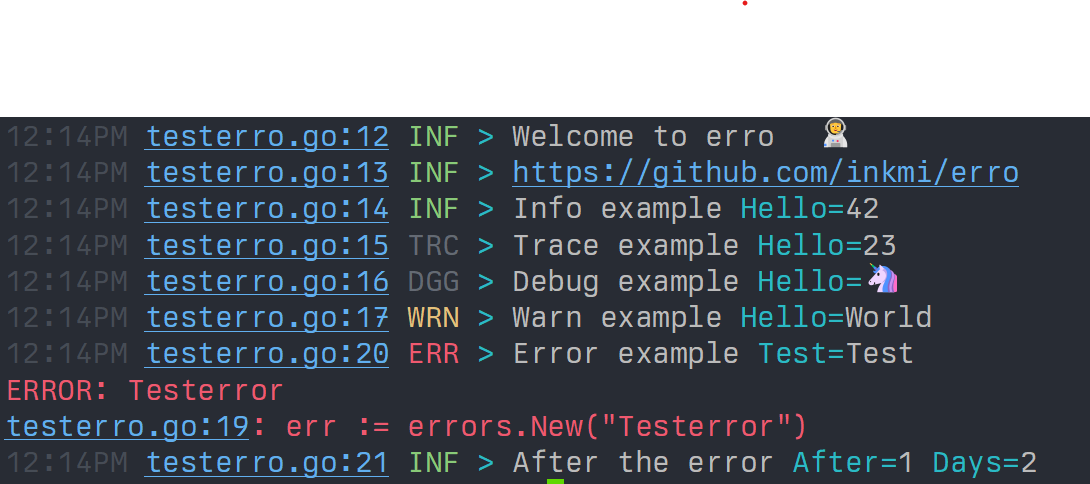 12:14PM testerro.go:12 INF > Welcome to erro 👩‍🚀
12:14PM testerro.go:13 INF > https://github.com/inkmi/erro
12:14PM testerro.go:14 INF > Info example Hello=42
12:14PM testerro.go:15 TRC > Trace example Hello=23
12:14PM testerro.go:16 DGG > Debug example Hello=🦄
12:14PM testerro.go:17 WRN > Warn example Hello=World
12:14PM testerro.go:20 ERR > Error example Test=Test
ERROR: Testerror
testerro.go:19: err := errors.New("Testerror")
12:14PM testerro.go:21 INF > After the error After=1 Days=2